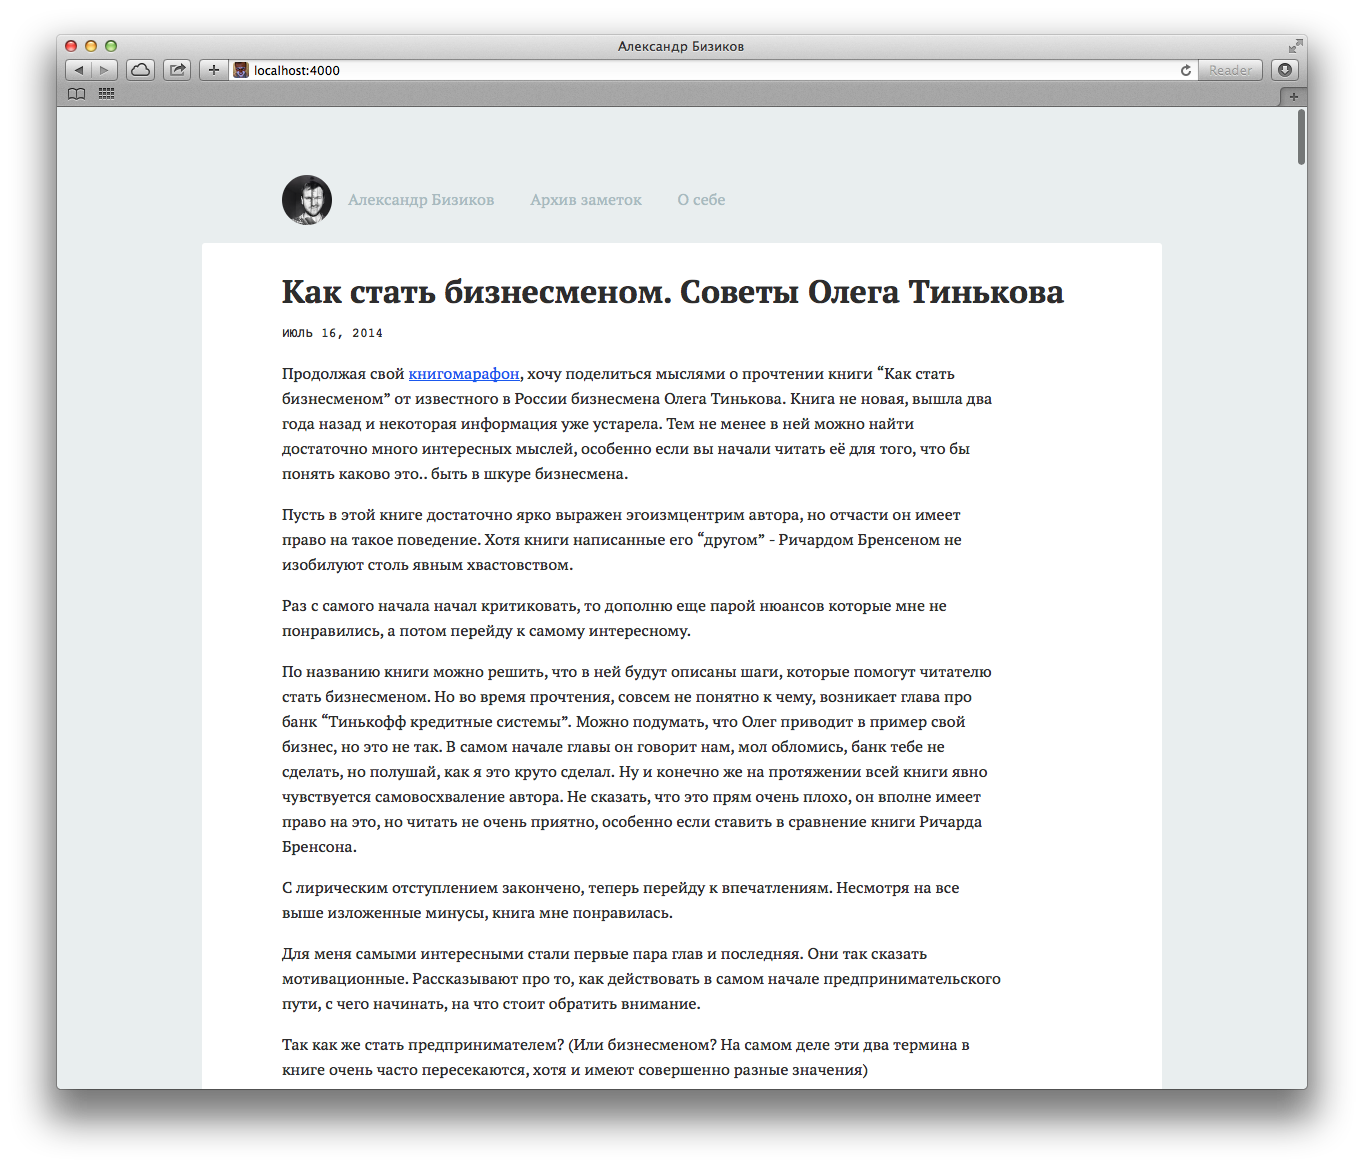 Александр Бизиков
localhost:4000
Reader
Александр Бизиков
Архив заметок
О себе
Как стать бизнесменом. Советы Олега Тинькова
ИЮЛЬ 16, 2014
Продолжая свой книгомарафон, хочу поделиться мыслями о прочтении книги “Как стать
бизнесменом” от известного в России бизнесмена Олега Тинькова. Книга не новая, вышла два
года назад и некоторая информация уже устарела. Тем не менее в ней можно найти
достаточно много интересных мыслей, особенно если вы начали читать её для того, что бы
понять каково это.. быть в шкуре бизнесмена.
Пусть в этой книге достаточно ярко выражен эгоизмцентрим автора, но отчасти он имеет
право на такое поведение. Хотя книги написанные его “другом” - Ричардом Бренсеном не
изобилуют столь явным хвастовством.
Раз с самого начала начал критиковать, то дополню еще парой нюансов которые мне не
понравились, а потом перейду к самому интересному.
По названию книги можно решить, что в ней будут описаны шаги, которые помогут читателю
стать бизнесменом. Но во время прочтения, совсем не понятно к чему, возникает глава про
банк “Тинькофф кредитные системы”. Можно подумать, что Олег приводит в пример свой
бизнес, но это не так. В самом начале главы он говорит нам, мол обломись, банк тебе не
сделать, но полушай, как я это круто сделал. Ну и конечно же на протяжении всей книги явно
чувствуется самовосхваление автора. Не сказать, что это прям очень плохо, он вполне имеет
право на это, но читать не очень приятно, особенно если ставить в сравнение книги Ричарда
Бренсона.
С лирическим отступлением закончено, теперь перейду к впечатлениям. Несмотря на все
выше изложенные минусы, книга мне понравилась.
Для меня самыми интересными стали первые пара глав и последняя. Они так сказать
мотивационные. Рассказывают про то, как действовать в самом начале предпринимательского
пути, с чего начинать, на что стоит обратить внимание.
Так как же стать предпринимателем? (Или бизнесменом? На самом деле эти два термина в
книге очень часто пересекаются, хотя и имеют совершенно разные значения)